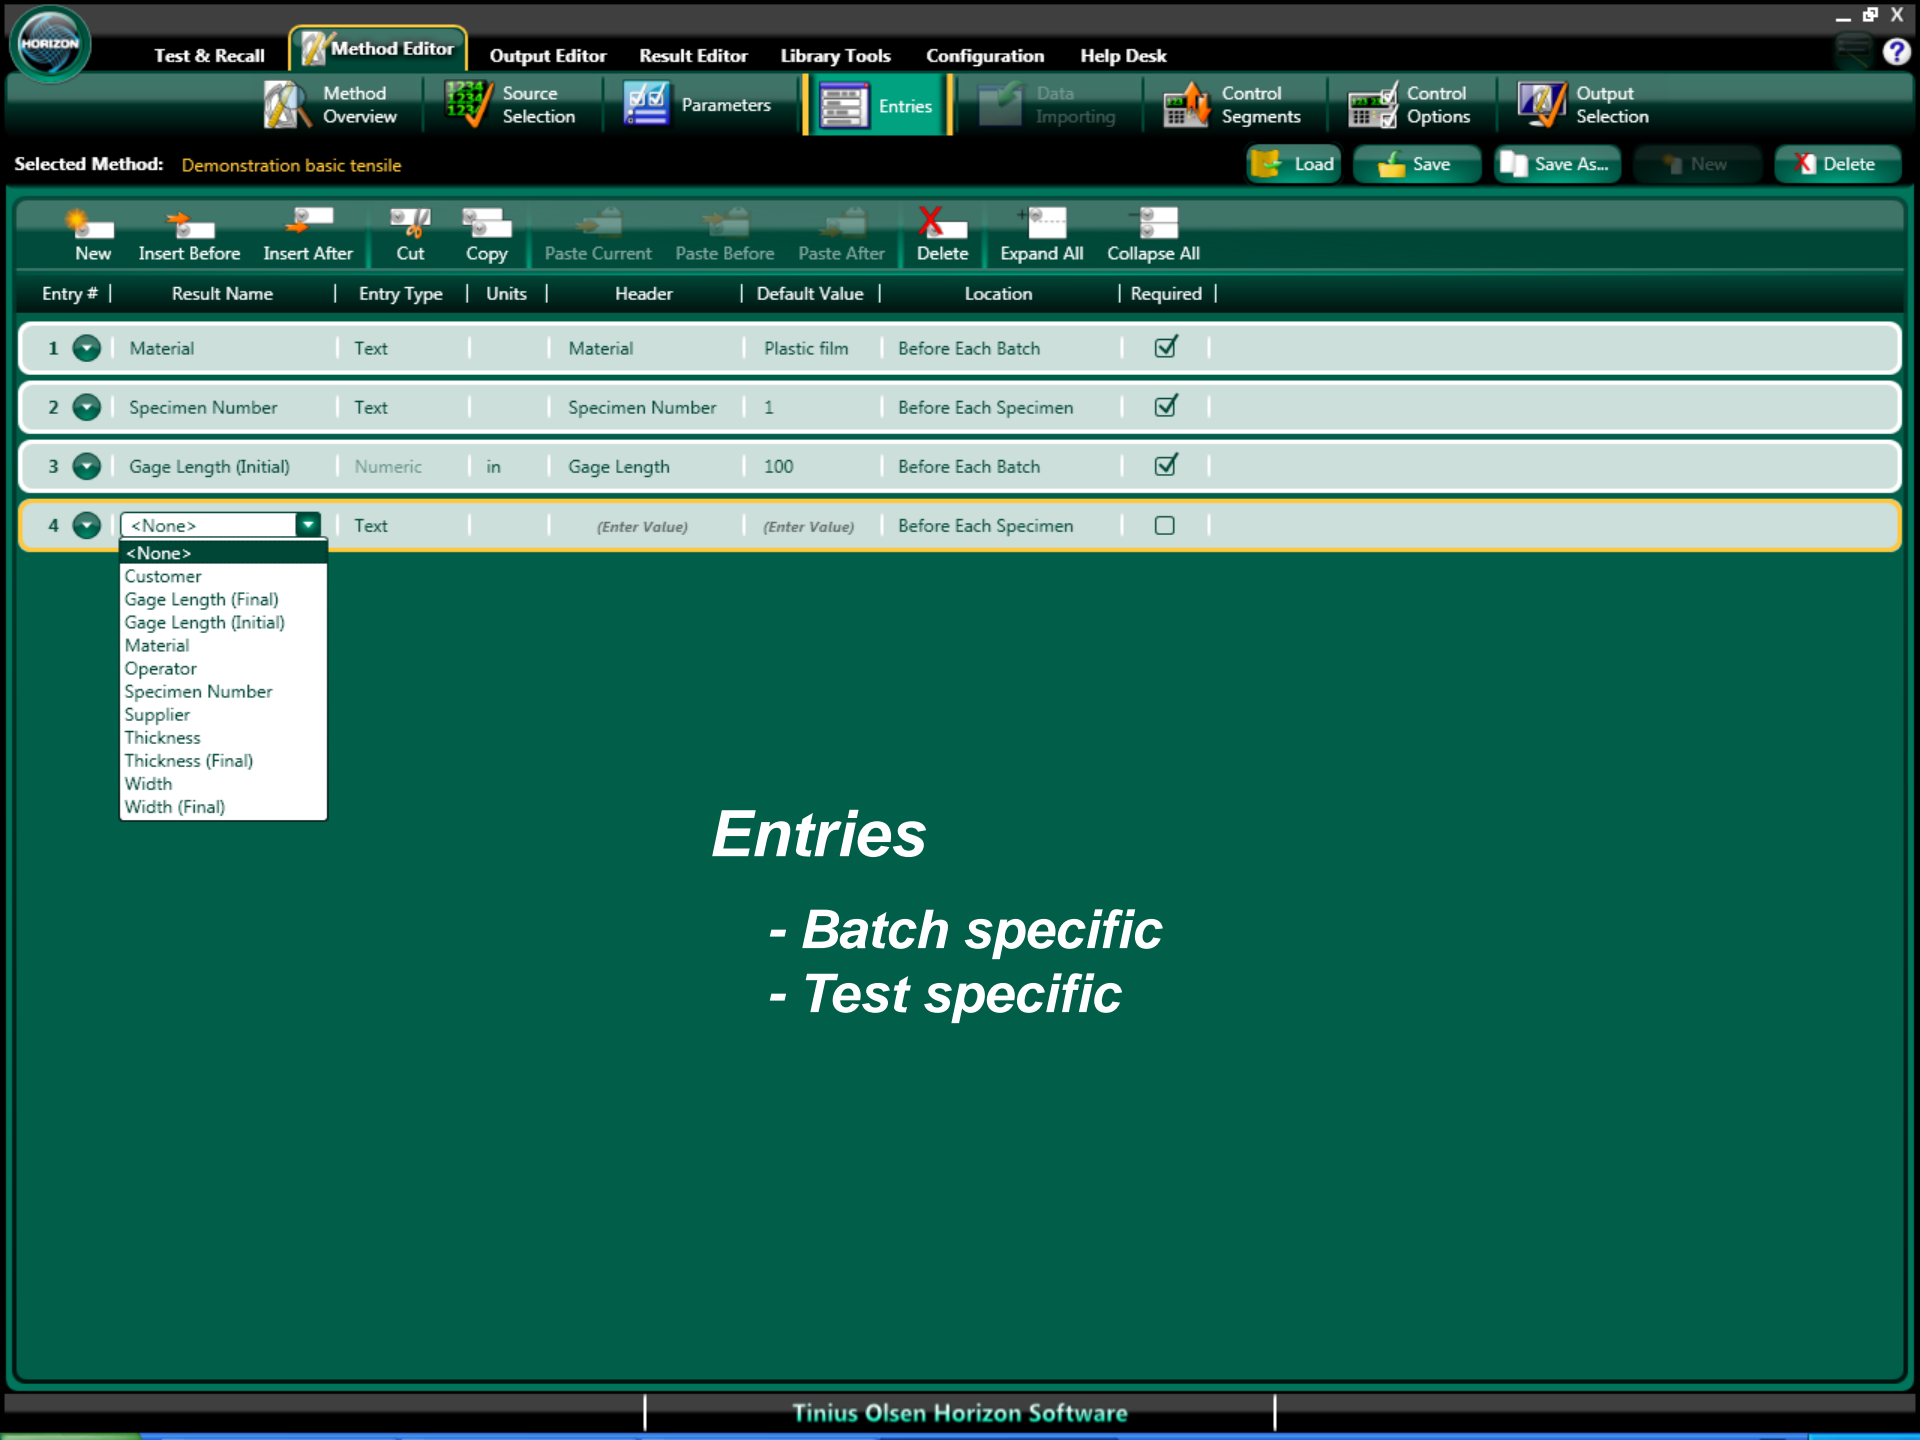 HORIZON
Test & Recall Method Editor Output Editor Result Editor Library Tools Configuration Help Desk
Method Overview Source Selection Parameters Entries Data Importing Control Segments Control Options Output Selection
Selected Method: Demonstration basic tensile Load Save Save As... New Delete
New Insert Before Insert After Cut Copy Paste Current Paste Before Paste After Delete Expand All Collapse All
Entry # Result Name Entry Type Units Header Default Value Location Required
1 Material Text Material Plastic film Before Each Batch
2 Specimen Number Text Specimen Number 1 Before Each Specimen
3 Gage Length (Initial) Numeric in Gage Length 100 Before Each Batch
4 <None> Text (Enter Value) (Enter Value) Before Each Specimen
<None>
Customer
Gage Length (Final)
Gage Length (Initial)
Material
Operator
Specimen Number
Supplier
Thickness
Thickness (Final)
Width
Width (Final)
Entries
- Batch specific
- Test specific
Tinius Olsen Horizon Software